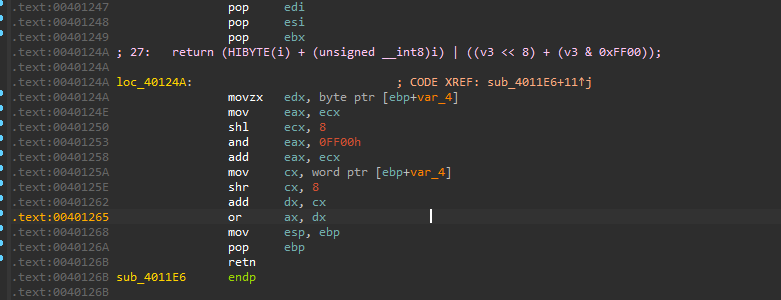 .text:00401247 pop edi
.text:00401248 pop esi
.text:00401249 pop ebx
.text:0040124A ; 27: return (HIBYTE(i) + (unsigned __int8)i) | ((v3 << 8) + (v3 & 0xFF00));
.text:0040124A
.text:0040124A loc_40124A: ; CODE XREF: sub_4011E6+11↑j
.text:0040124A movzx edx, byte ptr [ebp+var_4]
.text:0040124E mov eax, ecx
.text:00401250 shl ecx, 8
.text:00401253 and eax, 0FF00h
.text:00401258 add eax, ecx
.text:0040125A mov cx, word ptr [ebp+var_4]
.text:0040125E shr cx, 8
.text:00401262 add dx, cx
.text:00401265 or ax, dx
.text:00401268 mov esp, ebp
.text:0040126A pop ebp
.text:0040126B retn
.text:0040126B sub_4011E6 endp
.text:0040126B